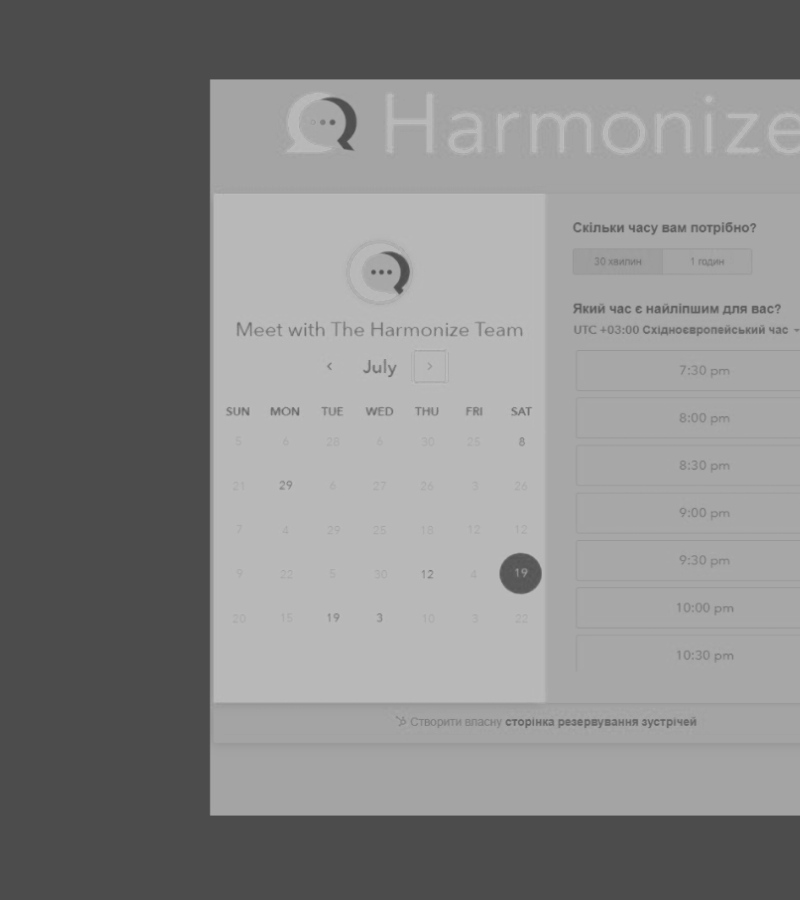 Harmonize
Meet with The Harmonize Team
‹ July ›
SUN MON TUE WED THU FRI SAT
5 6 28 6 30 25 8
21 29 6 27 26 3 26
7 4 29 25 18 12 12
9 22 5 30 12 4 19
20 15 19 3 10 3 22
Скільки часу вам потрібно?
30 хвилин 1 годин
Який час є найліпшим для вас?
UTC +03:00 Східноєвропейський час
7:30 pm
8:00 pm
8:30 pm
9:00 pm
9:30 pm
10:00 pm
10:30 pm
Створити власну сторінка резервування зустрічей